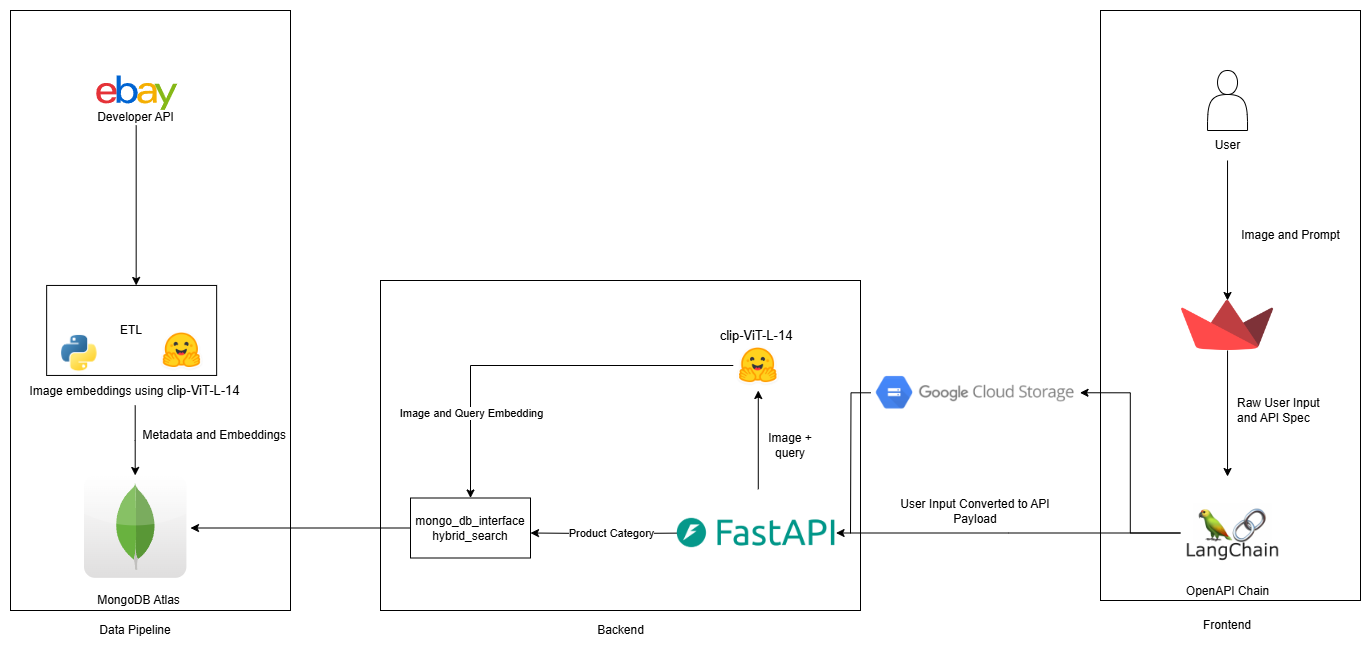 ebay
Developer API
ETL
Image embeddings using clip-ViT-L-14
Metadata and Embeddings
MongoDB Atlas
Data Pipeline
clip-ViT-L-14
Image and Query Embedding
Image +
query
mongo_db_interface
hybrid_search
Product Category
FastAPI
Backend
Google Cloud Storage
User Input Converted to API
Payload
User
Image and Prompt
Raw User Input
and API Spec
LangChain
OpenAPI Chain
Frontend